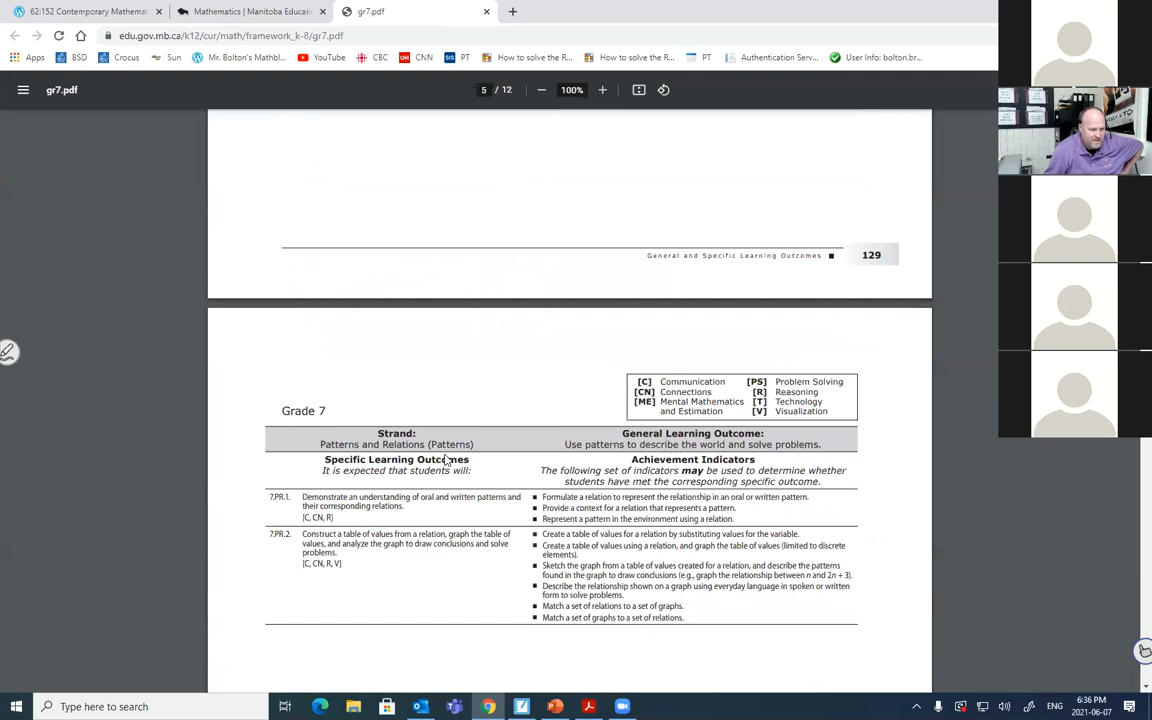 62:152 Contemporary Mathemat
Mathematics | Manitoba Educati
gr7.pdf
edu.gov.mb.ca/k12/cur/math/framework_k-8/gr7.pdf
Apps
BSD
Crocus
Sun
Mr. Bolton's Mathbl...
YouTube
CBC
CNN
PT
How to solve the R...
How to solve the R...
PT
Authentication Serv...
User Info: bolton.br...
gr7.pdf
5 / 12
100%
General and Specific Learning Outcomes ■ 129
[C] Communication [PS] Problem Solving
[CN] Connections [R] Reasoning
[ME] Mental Mathematics [T] Technology
and Estimation [V] Visualization
Grade 7
Strand:
Patterns and Relations (Patterns)
General Learning Outcome:
Use patterns to describe the world and solve problems.
Specific Learning Outcomes
It is expected that students will:
Achievement Indicators
The following set of indicators may be used to determine whether
students have met the corresponding specific outcome.
7.PR.1. Demonstrate an understanding of oral and written patterns and
their corresponding relations.
[C, CN, R]
■ Formulate a relation to represent the relationship in an oral or written pattern.
■ Provide a context for a relation that represents a pattern.
■ Represent a pattern in the environment using a relation.
7.PR.2. Construct a table of values from a relation, graph the table of
values, and analyze the graph to draw conclusions and solve
problems.
[C, CN, R, V]
■ Create a table of values for a relation by substituting values for the variable.
■ Create a table of values using a relation, and graph the table of values (limited to discrete
elements).
■ Sketch the graph from a table of values created for a relation, and describe the patterns
found in the graph to draw conclusions (e.g., graph the relationship between n and 2n + 3).
■ Describe the relationship shown on a graph using everyday language in spoken or written
form to solve problems.
■ Match a set of relations to a set of graphs.
■ Match a set of graphs to a set of relations.
Type here to search
ENG
6:36 PM
2021-06-07